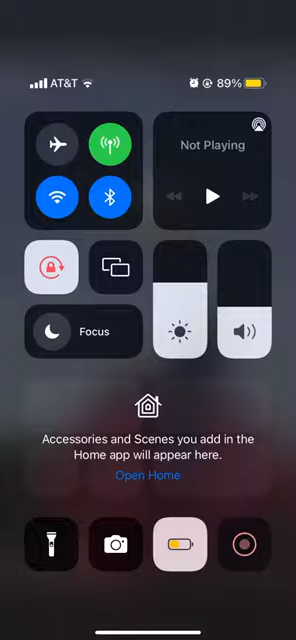 AT&T
89%
Not Playing
Focus
Accessories and Scenes you add in the
Home app will appear here.
Open Home